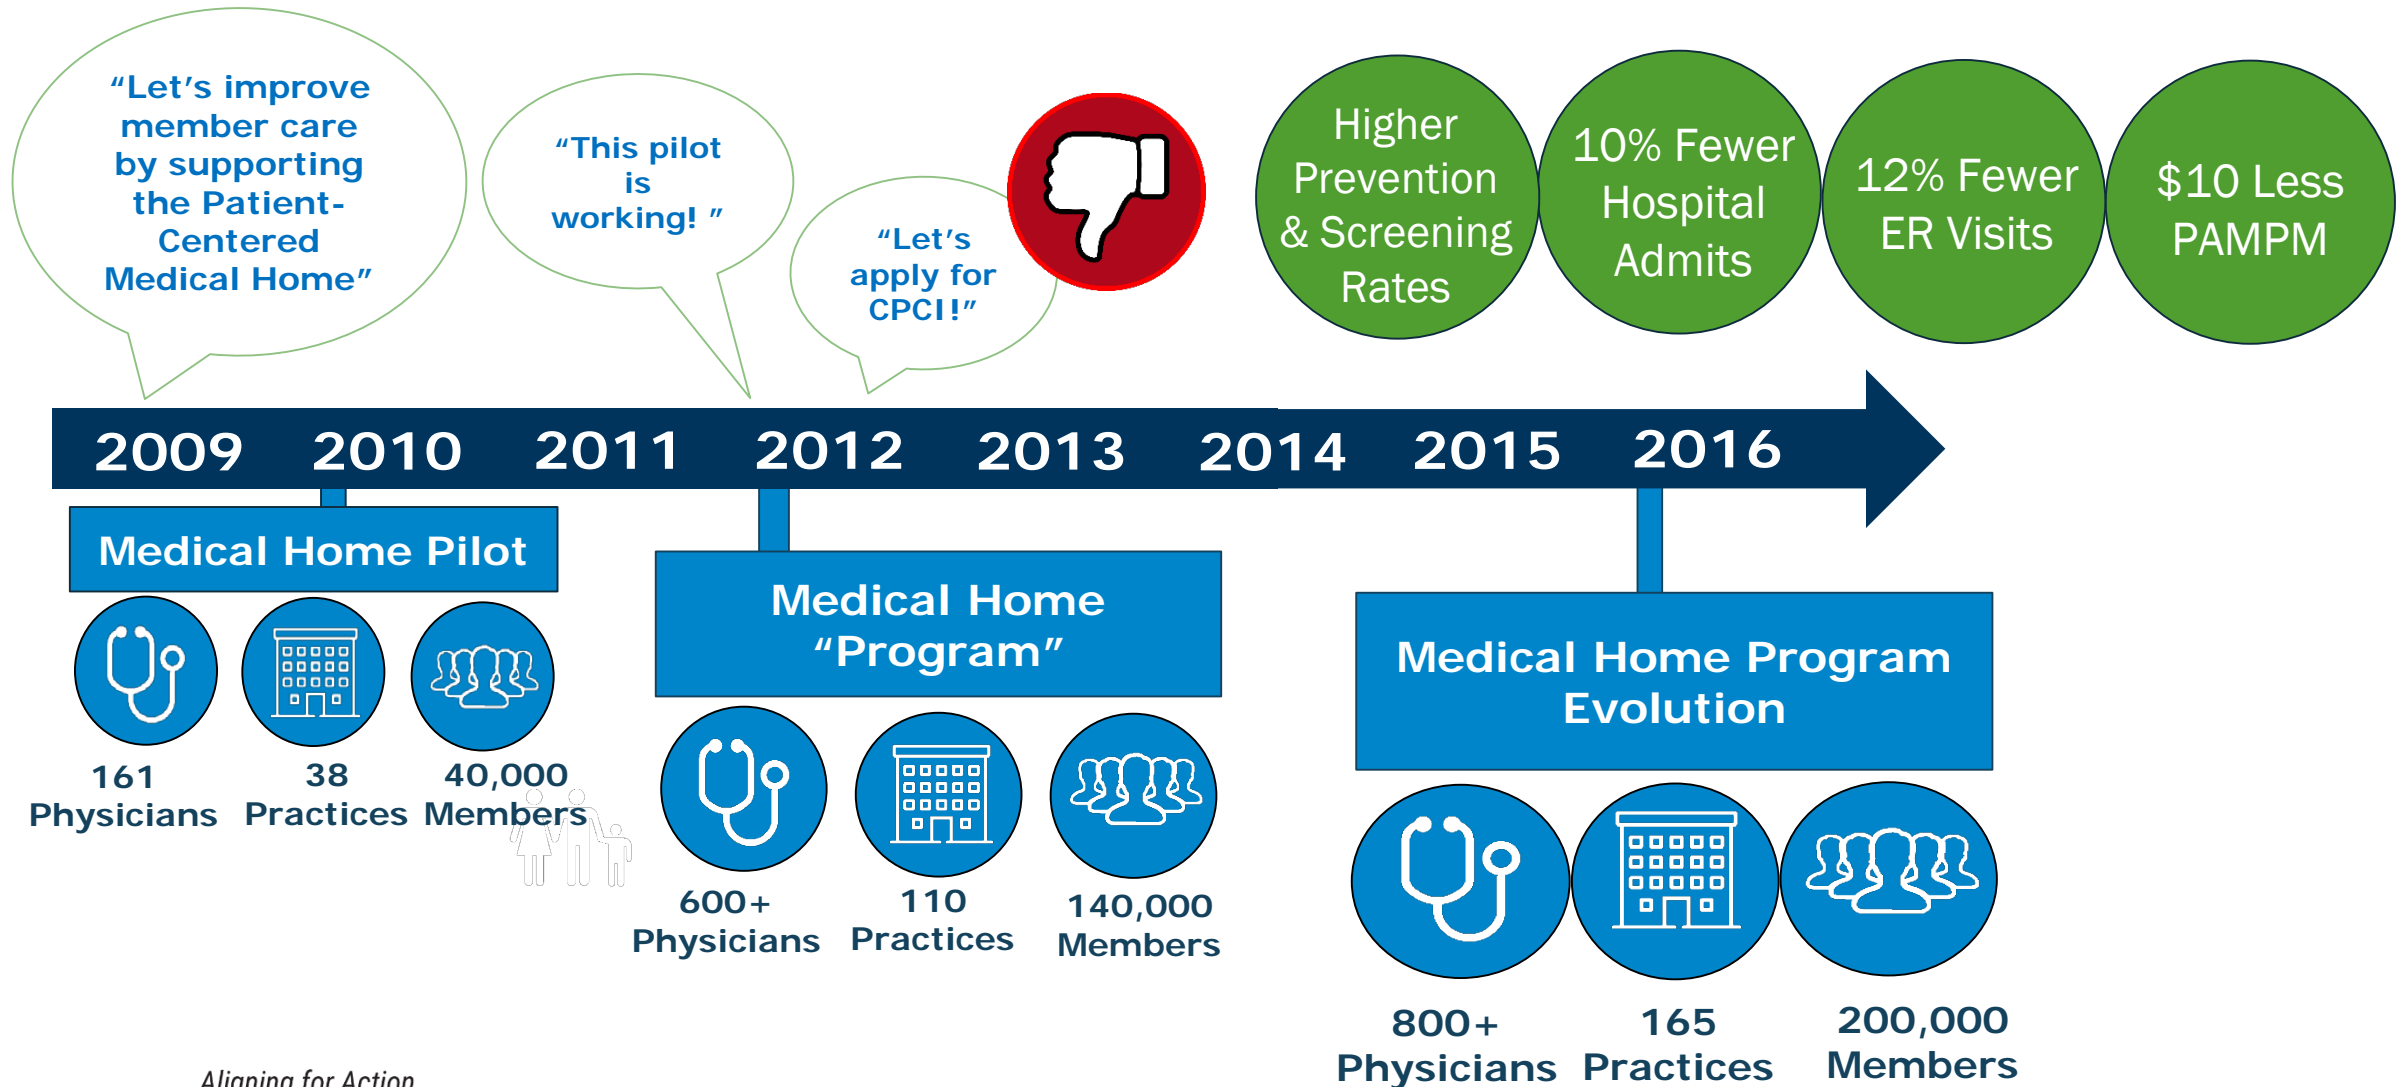 “Let’s improve
member care
by supporting
the Patient-
Centered
Medical Home”
“This pilot
is
working! ”
“Let’s
apply for
CPCI!”
Higher
Prevention
& Screening
Rates
10% Fewer
Hospital
Admits
12% Fewer
ER Visits
$10 Less
PAMPM
2009 2010 2011 2012 2013 2014 2015 2016
Medical Home Pilot
161
Physicians
38
Practices
40,000
Members
Medical Home
“Program”
600+
Physicians
110
Practices
140,000
Members
Medical Home Program
Evolution
800+
Physicians
165
Practices
200,000
Members
Aligning for Action